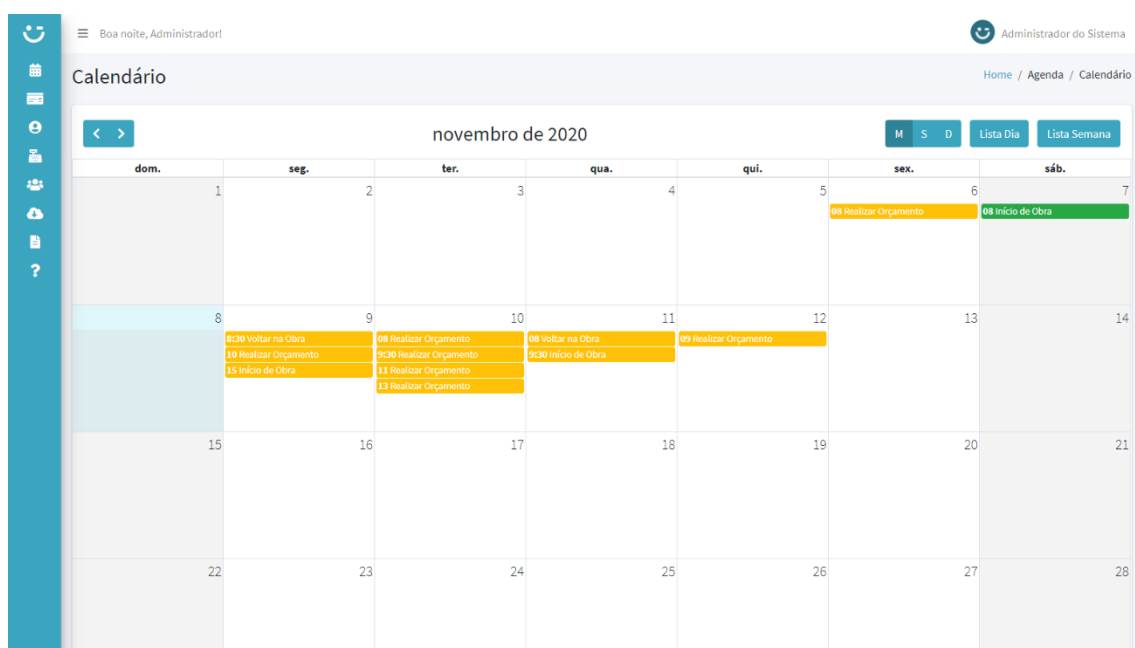 Boa noite, Administrador!
Administrador do Sistema
Calendário
Home / Agenda / Calendário
novembro de 2020
M S D Lista Dia Lista Semana
dom. seg. ter. qua. qui. sex. sáb.
1 2 3 4 5 6 7
08 Realizar Orçamento 08 Início de Obra
8 9 10 11 12 13 14
8:30 Voltar na Obra 08 Realizar Orçamento 08 Voltar na Obra 09 Realizar Orçamento
10 Realizar Orçamento 9:30 Realizar Orçamento 9:30 Início de Obra
15 Início de Obra 11 Realizar Orçamento
13 Realizar Orçamento
15 16 17 18 19 20 21
22 23 24 25 26 27 28